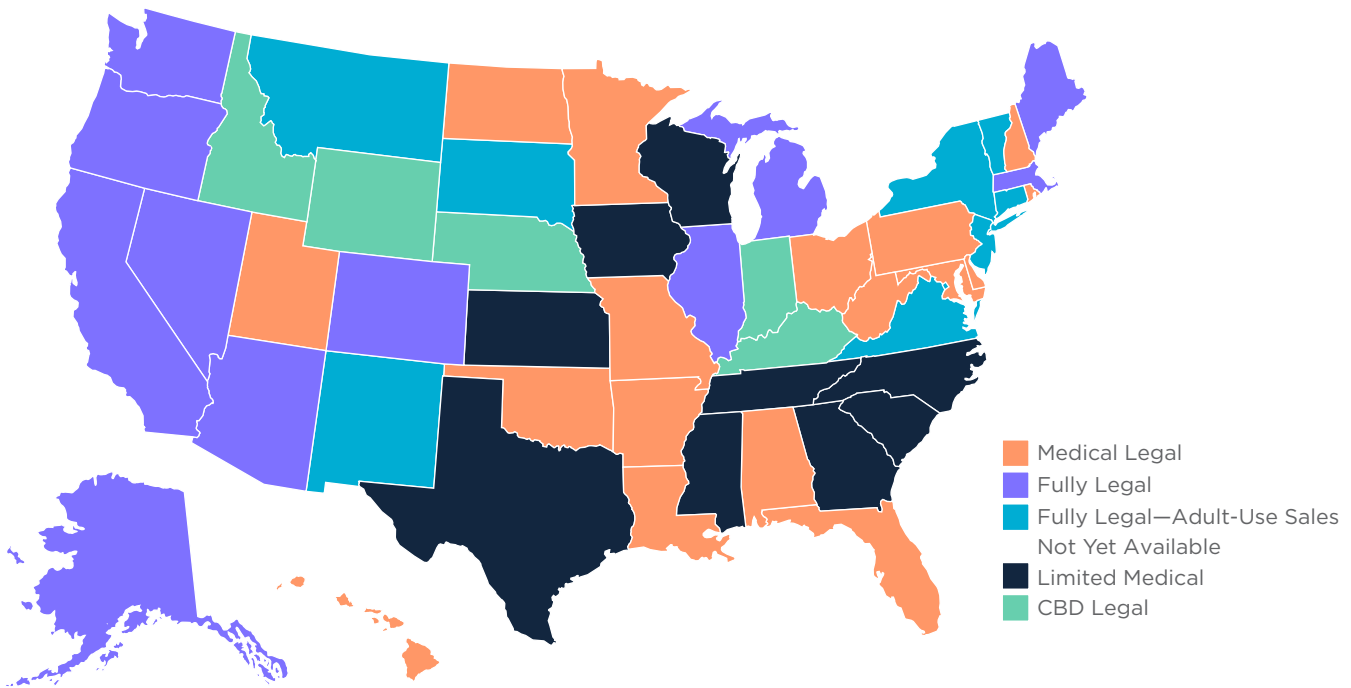 Medical Legal
Fully Legal
Fully Legal—Adult-Use Sales
Not Yet Available
Limited Medical
CBD Legal